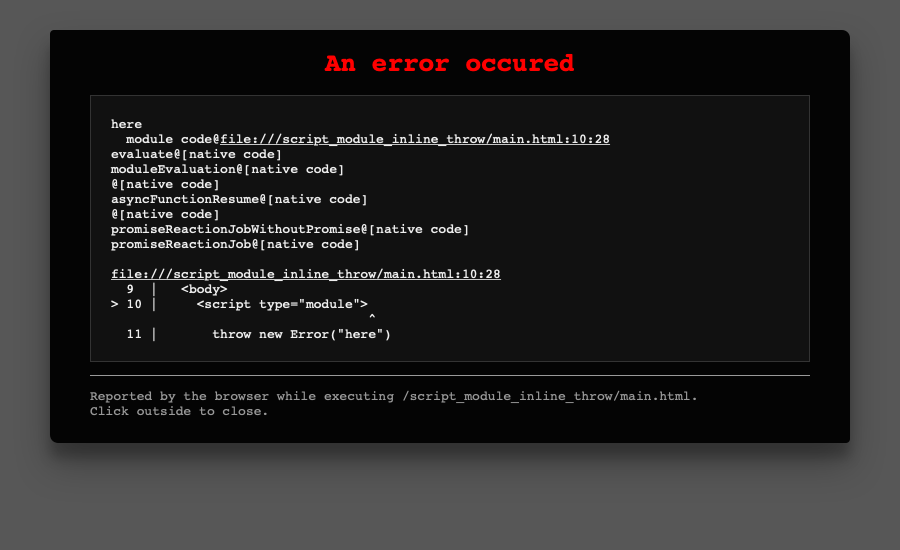 An error occured
here
  module code@file:///script_module_inline_throw/main.html:10:28
evaluate@[native code]
moduleEvaluation@[native code]
@[native code]
asyncFunctionResume@[native code]
@[native code]
promiseReactionJobWithoutPromise@[native code]
promiseReactionJob@[native code]

file:///script_module_inline_throw/main.html:10:28
  9  |   <body>
> 10 |     <script type="module">
                                 ^
  11 |       throw new Error("here")
Reported by the browser while executing /script_module_inline_throw/main.html.
Click outside to close.